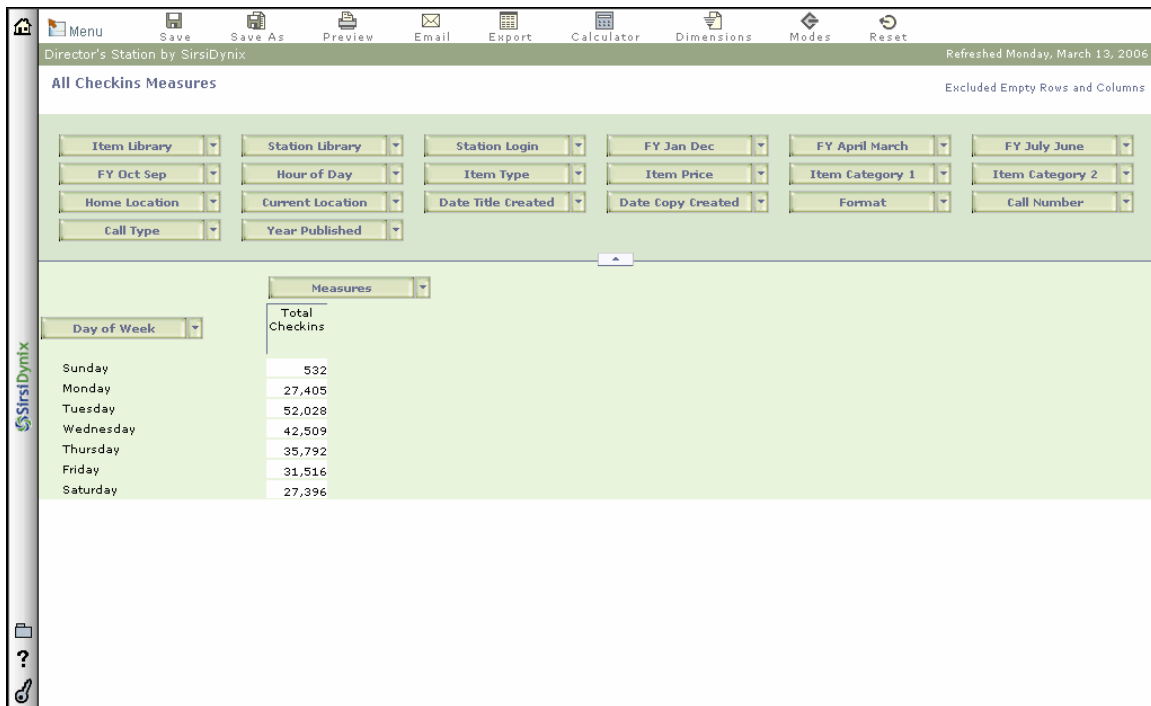 Menu Save Save As Preview Email Export Calculator Dimensions Modes Reset
Director's Station by SirsiDynix Refreshed Monday, March 13, 2006
All Checkins Measures Excluded Empty Rows and Columns
Item Library Station Library Station Login FY Jan Dec FY April March FY July June
FY Oct Sep Hour of Day Item Type Item Price Item Category 1 Item Category 2
Home Location Current Location Date Title Created Date Copy Created Format Call Number
Call Type Year Published
Measures
Total
Checkins
Day of Week
Sunday 532
Monday 27,405
Tuesday 52,028
Wednesday 42,509
Thursday 35,792
Friday 31,516
Saturday 27,396
SirsiDynix
?